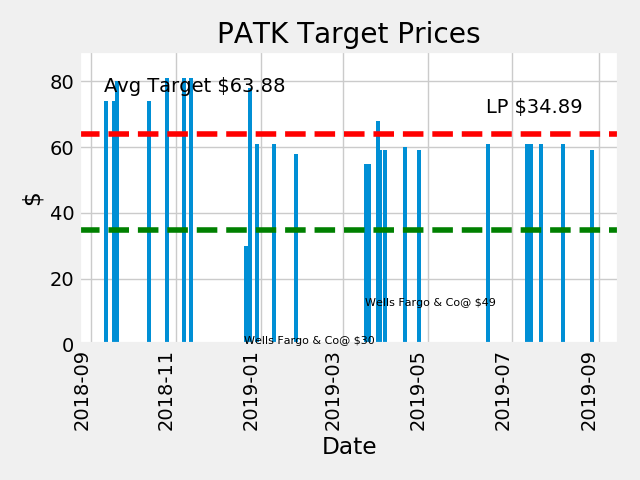 PATK Target Prices
Avg Target $63.88
LP $34.89
80
60
40
20
0
$
Wells Fargo & Co@ $49
Wells Fargo & Co@ $30
2018-09
2018-11
2019-01
2019-03
2019-05
2019-07
2019-09
Date